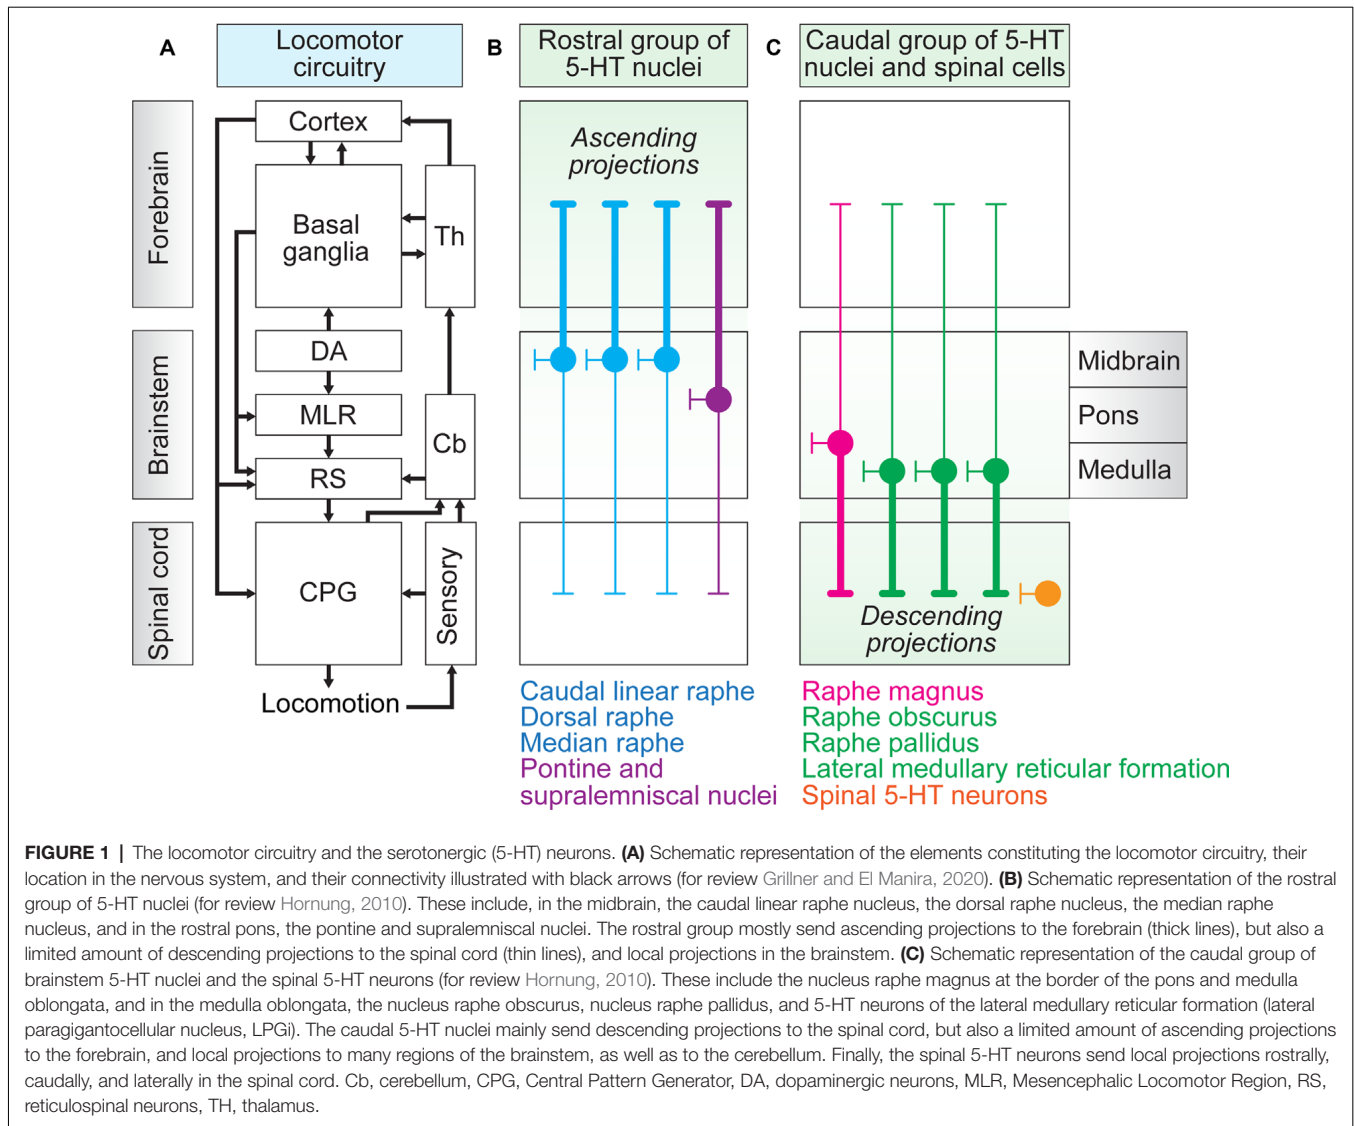 A
Locomotor
circuitry
B
Rostral group of
5-HT nuclei
C
Caudal group of 5-HT
nuclei and spinal cells
Forebrain
Brainstem
Spinal cord
Cortex
Basal
ganglia
Th
DA
MLR
RS
Cb
CPG
Sensory
Locomotion
Ascending
projections
Descending
projections
Midbrain
Pons
Medulla
Caudal linear raphe
Dorsal raphe
Median raphe
Pontine and
supralemniscal nuclei
Raphe magnus
Raphe obscurus
Raphe pallidus
Lateral medullary reticular formation
Spinal 5-HT neurons
FIGURE 1 | The locomotor circuitry and the serotonergic (5-HT) neurons. (A) Schematic representation of the elements constituting the locomotor circuitry, their
location in the nervous system, and their connectivity illustrated with black arrows (for review Grillner and El Manira, 2020). (B) Schematic representation of the rostral
group of 5-HT nuclei (for review Hornung, 2010). These include, in the midbrain, the caudal linear raphe nucleus, the dorsal raphe nucleus, the median raphe
nucleus, and in the rostral pons, the pontine and supralemniscal nuclei. The rostral group mostly send ascending projections to the forebrain (thick lines), but also a
limited amount of descending projections to the spinal cord (thin lines), and local projections in the brainstem. (C) Schematic representation of the caudal group of
brainstem 5-HT nuclei and the spinal 5-HT neurons (for review Hornung, 2010). These include the nucleus raphe magnus at the border of the pons and medulla
oblongata, and in the medulla oblongata, the nucleus raphe obscurus, nucleus raphe pallidus, and 5-HT neurons of the lateral medullary reticular formation (lateral
paragigantocellular nucleus, LPGi). The caudal 5-HT nuclei mainly send descending projections to the spinal cord, but also a limited amount of ascending projections
to the forebrain, and local projections to many regions of the brainstem, as well as to the cerebellum. Finally, the spinal 5-HT neurons send local projections rostrally,
caudally, and laterally in the spinal cord. Cb, cerebellum, CPG, Central Pattern Generator, DA, dopaminergic neurons, MLR, Mesencephalic Locomotor Region, RS,
reticulospinal neurons, TH, thalamus.